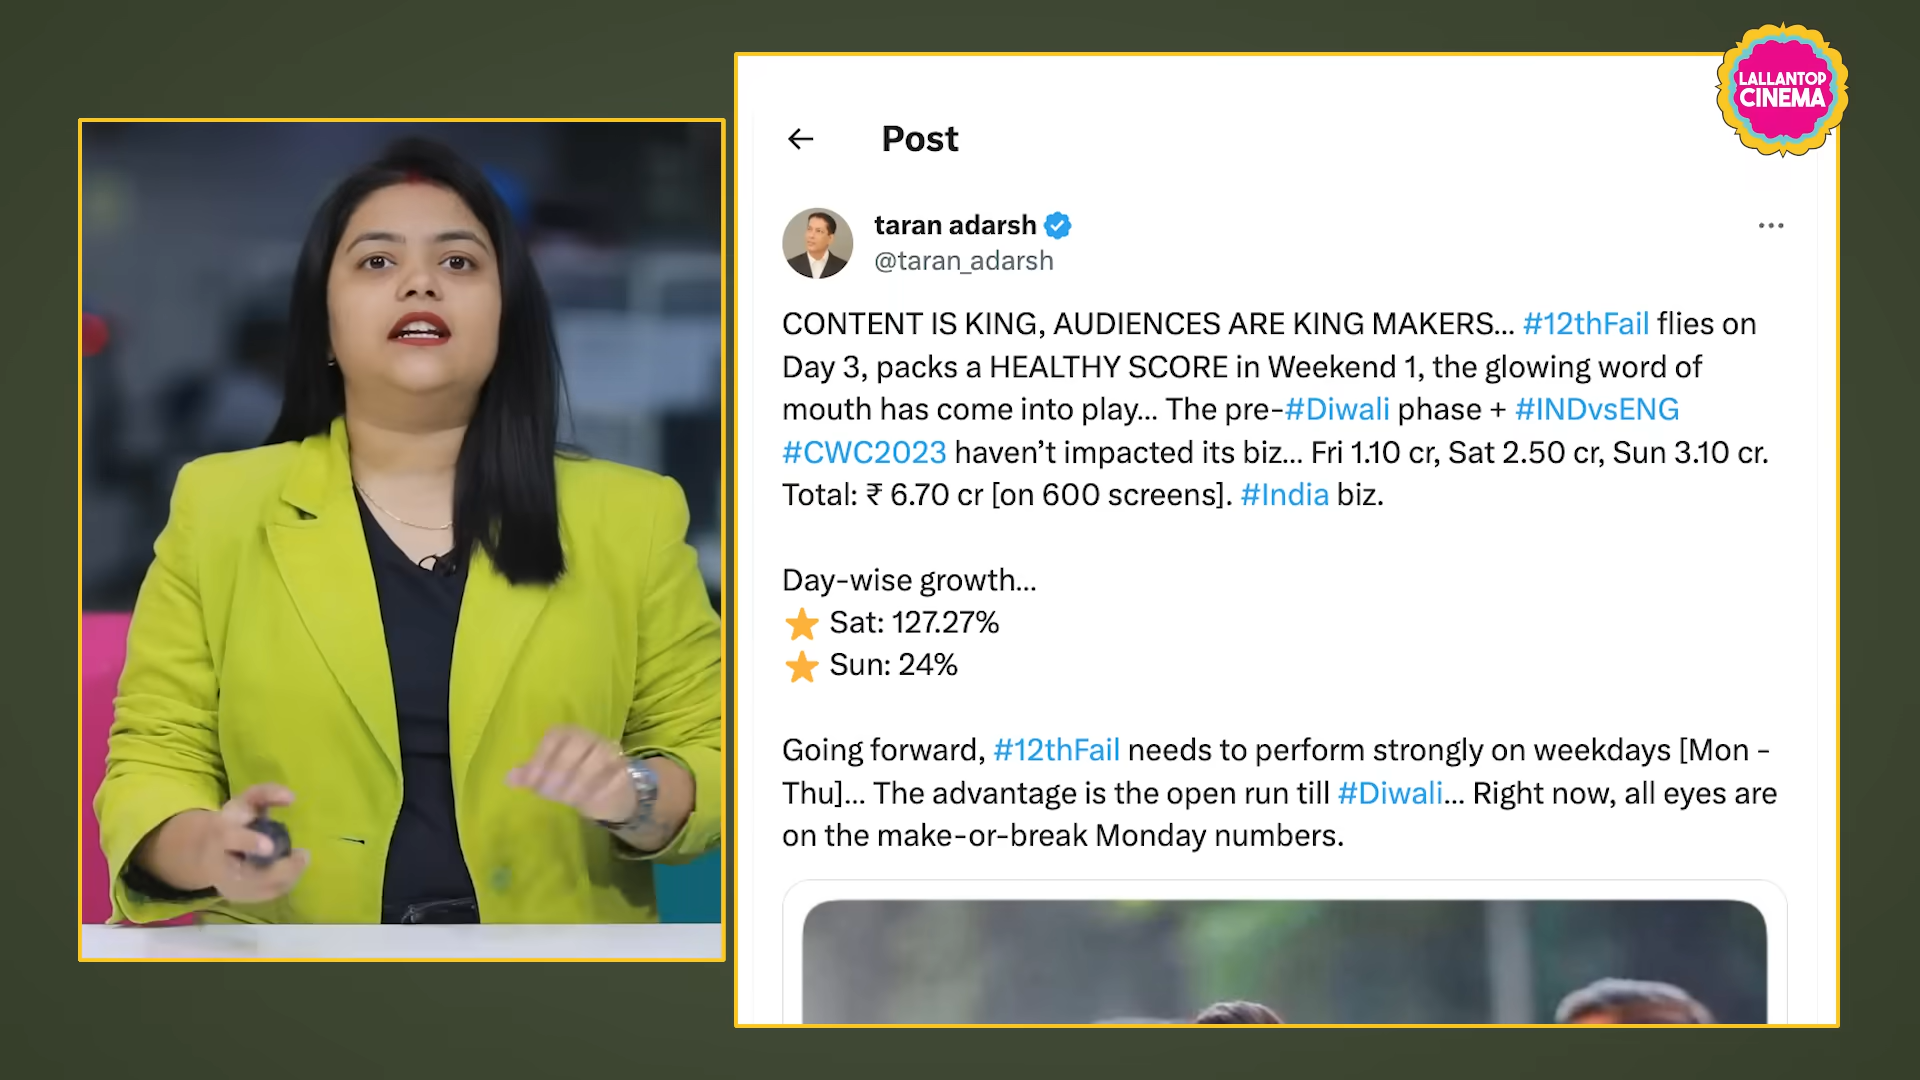 LALLANTOP
CINEMA
Post
taran adarsh
@taran_adarsh
CONTENT IS KING, AUDIENCES ARE KING MAKERS... #12thFail flies on
Day 3, packs a HEALTHY SCORE in Weekend 1, the glowing word of
mouth has come into play... The pre-#Diwali phase + #INDvsENG
#CWC2023 haven’t impacted its biz... Fri 1.10 cr, Sat 2.50 cr, Sun 3.10 cr.
Total: ₹ 6.70 cr [on 600 screens]. #India biz.
Day-wise growth...
⭐ Sat: 127.27%
⭐ Sun: 24%
Going forward, #12thFail needs to perform strongly on weekdays [Mon -
Thu]... The advantage is the open run till #Diwali... Right now, all eyes are
on the make-or-break Monday numbers.